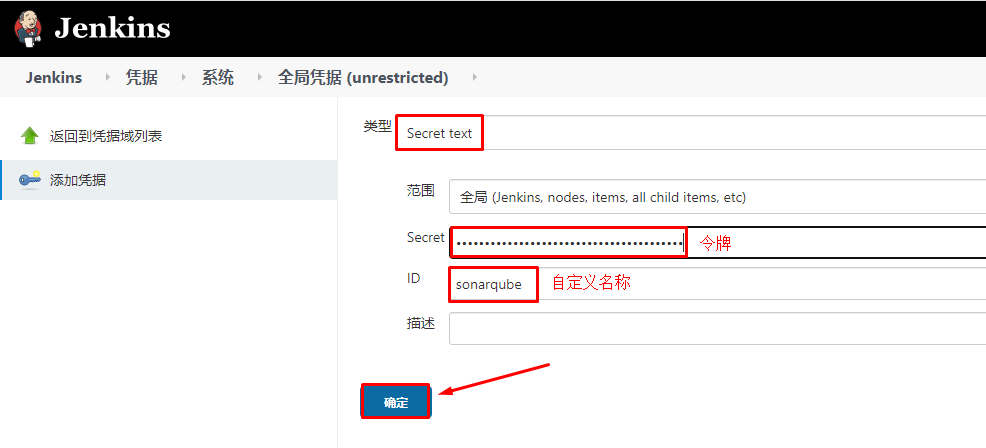 Jenkins
Jenkins 凭据 系统 全局凭据 (unrestricted)
返回到凭据域列表
添加凭据
类型 Secret text
范围 全局 (Jenkins, nodes, items, all child items, etc)
Secret ········································· 令牌
ID sonarqube 自定义名称
描述
确定